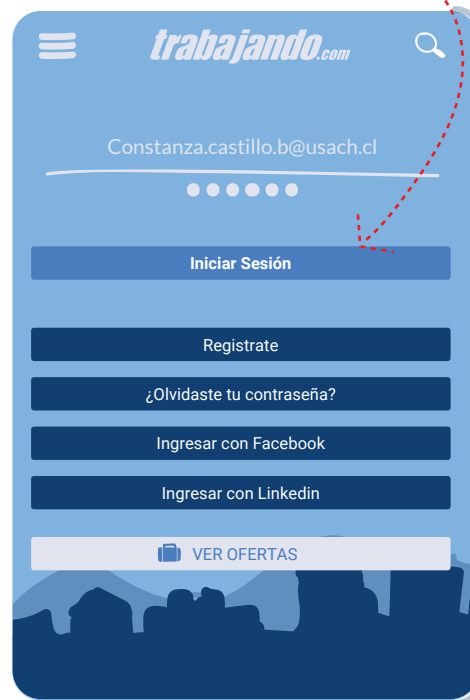 trabajando.com
Constanza.castillo.b@usach.cl
Iniciar Sesión
Registrate
¿Olvidaste tu contraseña?
Ingresar con Facebook
Ingresar con Linkedin
VER OFERTAS